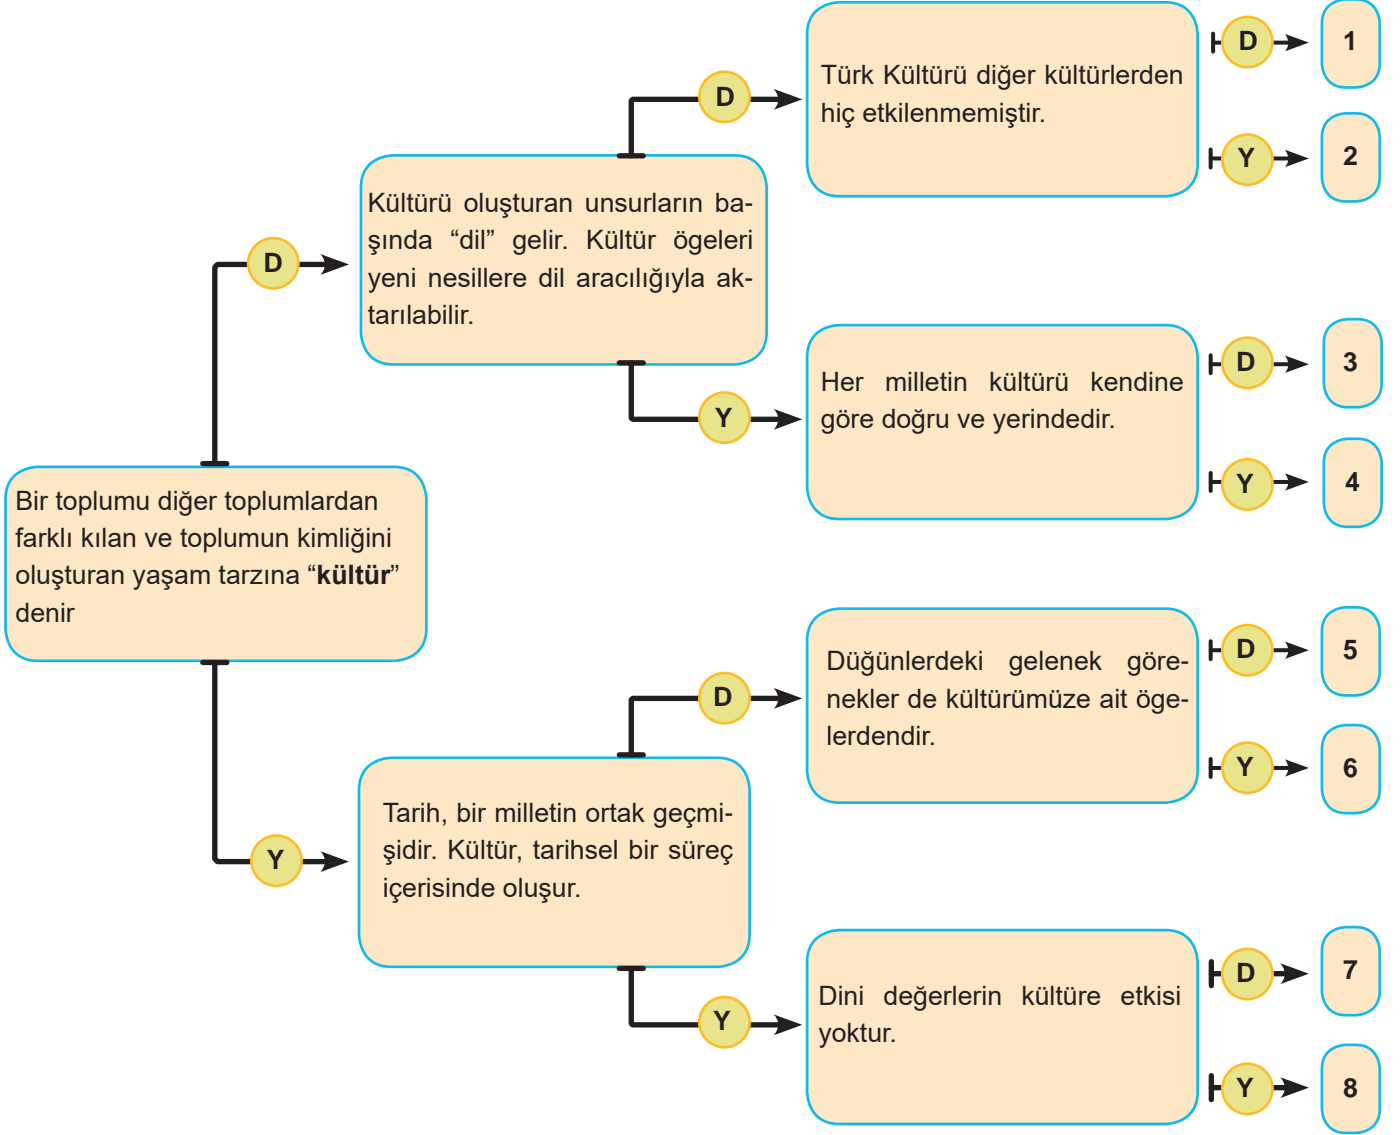 Bir toplumu diğer toplumlardan
farklı kılan ve toplumun kimliğini
oluşturan yaşam tarzına “kültür”
denir
D
Kültürü oluşturan unsurların ba-
şında “dil” gelir. Kültür ögeleri
yeni nesillere dil aracılığıyla ak-
tarılabilir.
D
Türk Kültürü diğer kültürlerden
hiç etkilenmemiştir.
D
1
Y
2
Y
Her milletin kültürü kendine
göre doğru ve yerindedir.
D
3
Y
4
Y
Tarih, bir milletin ortak geçmi-
şidir. Kültür, tarihsel bir süreç
içerisinde oluşur.
D
Düğünlerdeki gelenek göre-
nekler de kültürümüze ait öge-
lerdendir.
D
5
Y
6
Y
Dini değerlerin kültüre etkisi
yoktur.
D
7
Y
8